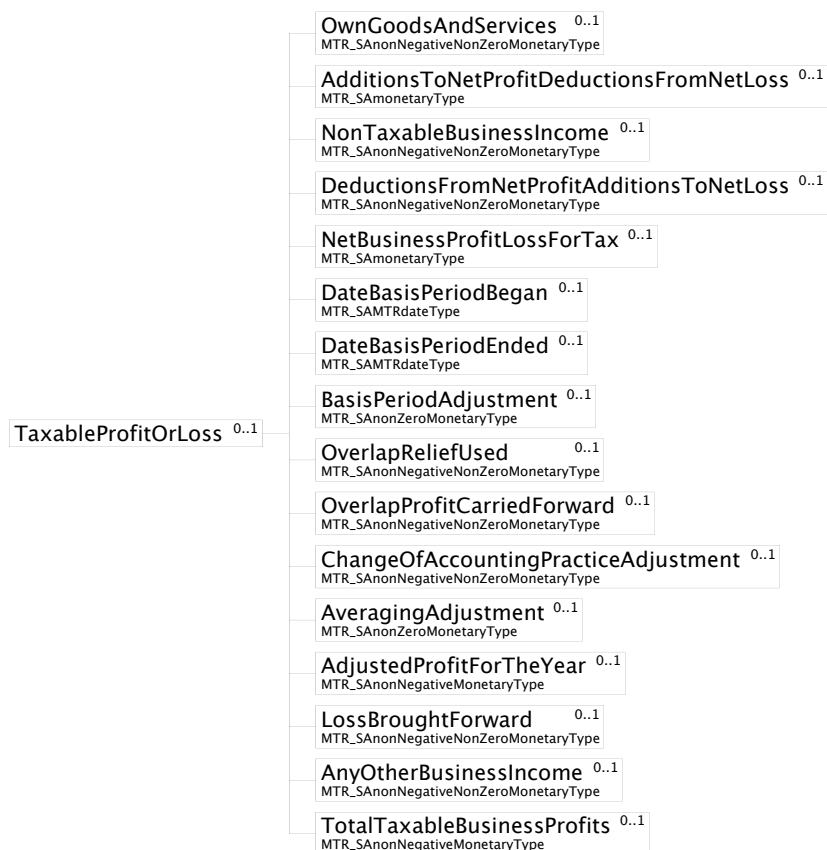 OwnGoodsAndServices 0..1
MTR_SAnonNegativeNonZeroMonetaryType
AdditionsToNetProfitDeductionsFromNetLoss 0..1
MTR_SAmonetaryType
NonTaxableBusinessIncome 0..1
MTR_SAnonNegativeNonZeroMonetaryType
DeductionsFromNetProfitAdditionsToNetLoss 0..1
MTR_SAnonNegativeNonZeroMonetaryType
NetBusinessProfitLossForTax 0..1
MTR_SAmonetaryType
DateBasisPeriodBegan 0..1
MTR_SAMTRdateType
DateBasisPeriodEnded 0..1
MTR_SAMTRdateType
BasisPeriodAdjustment 0..1
MTR_SAnonZeroMonetaryType
TaxableProfitOrLoss 0..1
OverlapReliefUsed 0..1
MTR_SAnonNegativeNonZeroMonetaryType
OverlapProfitCarriedForward 0..1
MTR_SAnonNegativeNonZeroMonetaryType
ChangeOfAccountingPracticeAdjustment 0..1
MTR_SAnonNegativeNonZeroMonetaryType
AveragingAdjustment 0..1
MTR_SAnonZeroMonetaryType
AdjustedProfitForTheYear 0..1
MTR_SAnonNegativeMonetaryType
LossBroughtForward 0..1
MTR_SAnonNegativeNonZeroMonetaryType
AnyOtherBusinessIncome 0..1
MTR_SAnonNegativeNonZeroMonetaryType
TotalTaxableBusinessProfits 0..1
MTR_SAnonNegativeMonetaryType